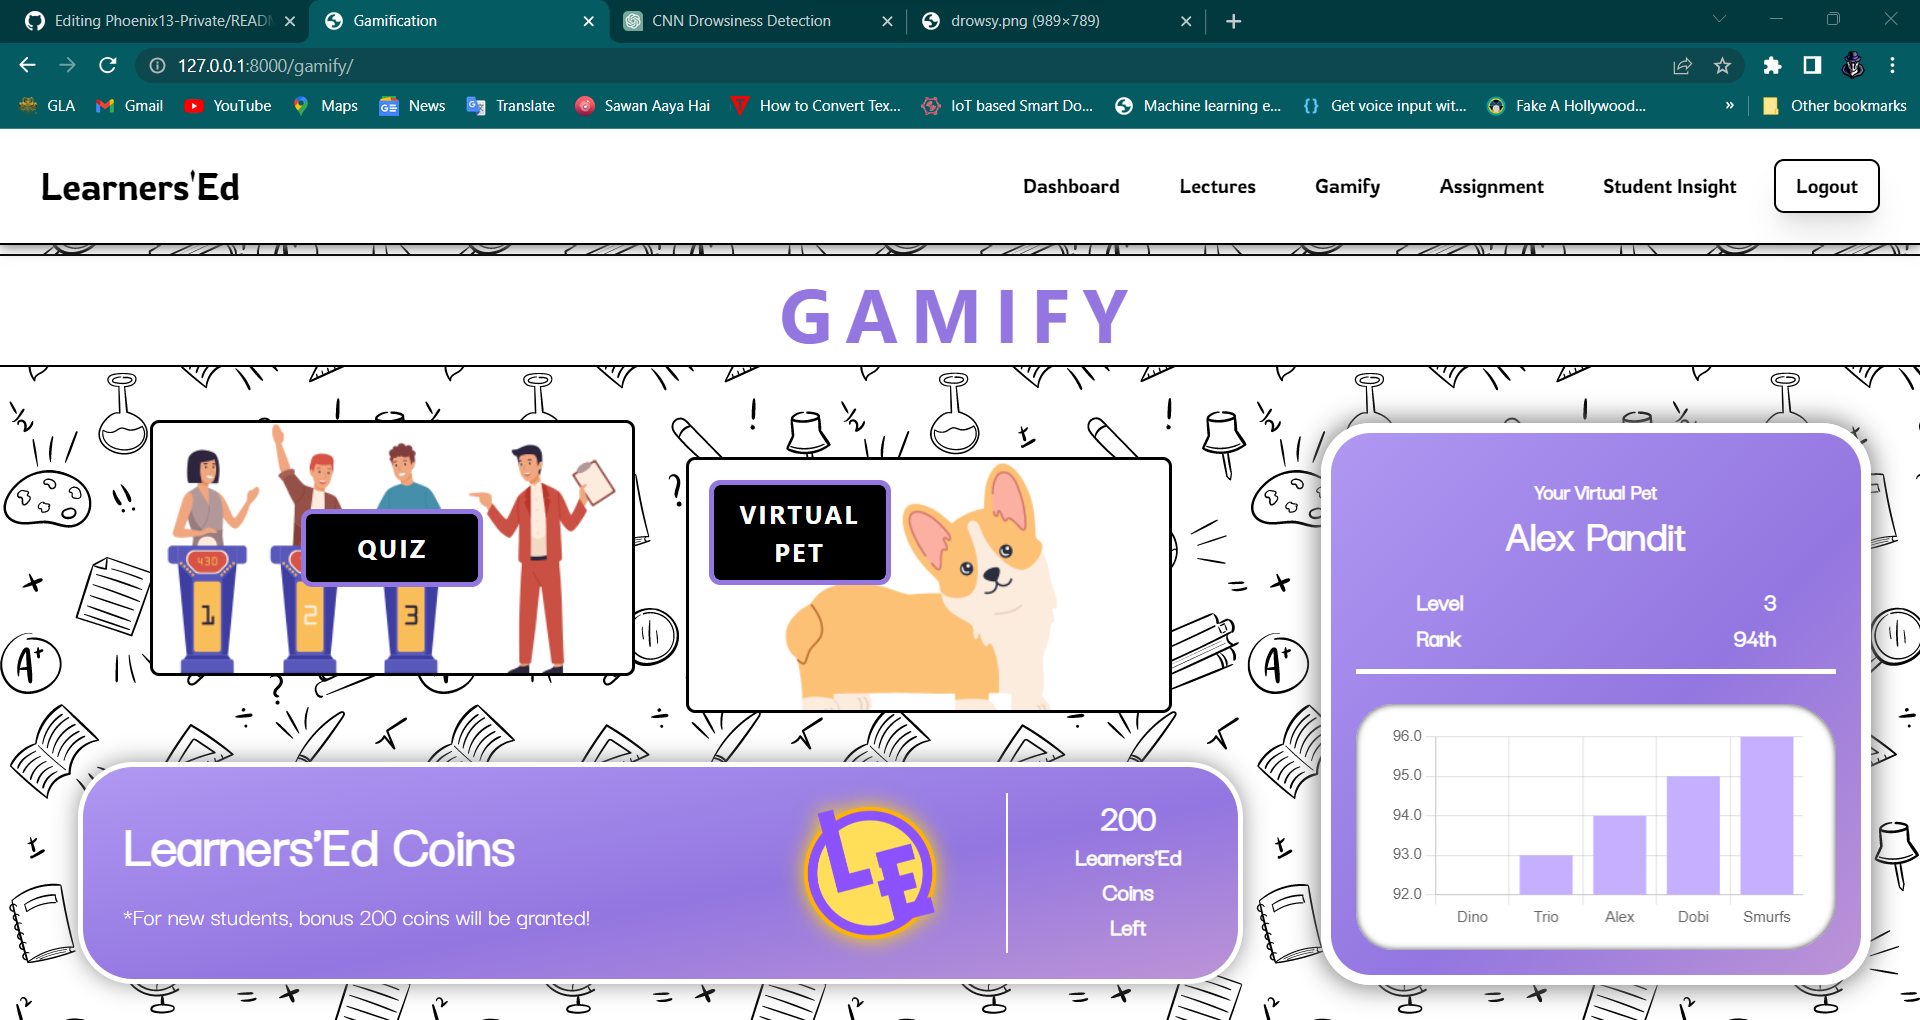 Editing Phoenix13-Private/READM
Gamification
CNN Drowsiness Detection
drowsy.png (989×789)
127.0.0.1:8000/gamify/
GLA
Gmail
YouTube
Maps
News
Translate
Sawan Aaya Hai
How to Convert Tex...
IoT based Smart Do...
Machine learning e...
Get voice input wit...
Fake A Hollywood...
»
Other bookmarks
Learners'Ed
Dashboard
Lectures
Gamify
Assignment
Student Insight
Logout
GAMIFY
430
1
2
3
QUIZ
VIRTUAL
PET
Your Virtual Pet
Alex Pandit
Level 3
Rank 94th
96.0
95.0
94.0
93.0
92.0
Dino
Trio
Alex
Dobi
Smurfs
Learners'Ed Coins
*For new students, bonus 200 coins will be granted!
LE
200
Learners'Ed
Coins
Left
A+
A+